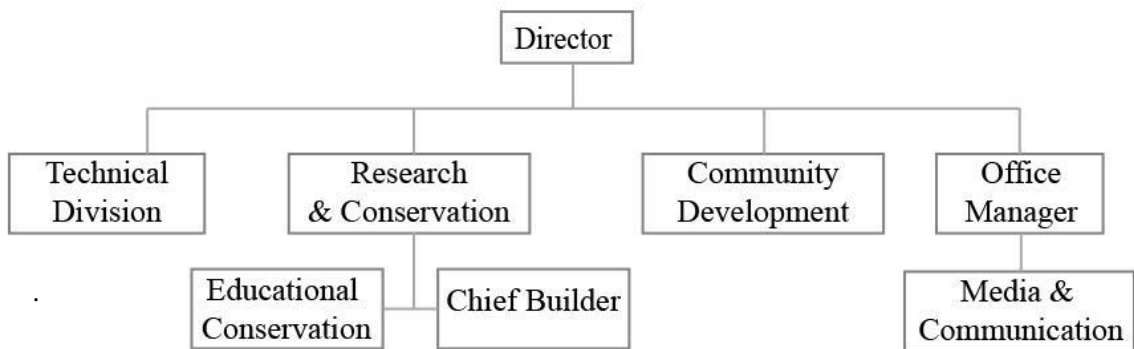 Director
Technical
Division
Research
& Conservation
Community
Development
Office
Manager
Educational
Conservation
Chief Builder
Media &
Communication
.